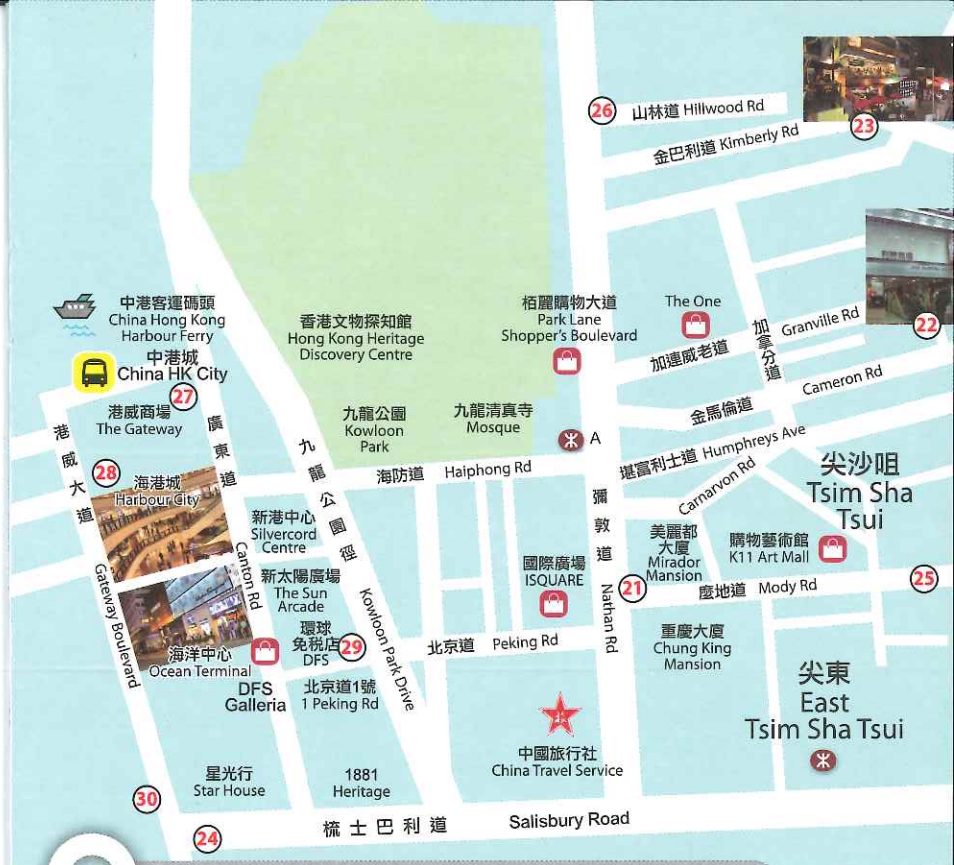 26
山林道 Hillwood Rd
23
金巴利道 Kimberly Rd
中港客運碼頭
China Hong Kong
Harbour Ferry
香港文物探知館
Hong Kong Heritage
Discovery Centre
栢麗購物大道
Park Lane
Shopper's Boulevard
The One
加連威老道
Granville Rd
22
加拿分道
中港城
China HK City
27
港威商場
The Gateway
廣東道
九龍公園
Kowloon
Park
九龍清真寺
Mosque
A
金馬倫道
Cameron Rd
港威大道
28
海港城
Harbour City
九龍公園徑
海防道 Haiphong Rd
堪富利士道 Humphreys Ave
Carnarvon Rd
尖沙咀
Tsim Sha
Tsui
新港中心
Silvercord
Centre
彌敦道
美麗都
大廈
Mirador
Mansion
購物藝術館
K11 Art Mall
Canton Rd
新太陽廣場
The Sun
Arcade
國際廣場
ISQUARE
21
麼地道 Mody Rd
25
Gateway Boulevard
海洋中心
Ocean Terminal
環球
免税店
DFS
29
Kowloon Park Drive
北京道 Peking Rd
Nathan Rd
重慶大廈
Chung King
Mansion
DFS
Galleria
北京道1號
1 Peking Rd
尖東
East
Tsim Sha Tsui
中國旅行社
China Travel Service
星光行
Star House
1881
Heritage
30
24
梳士巴利道 Salisbury Road